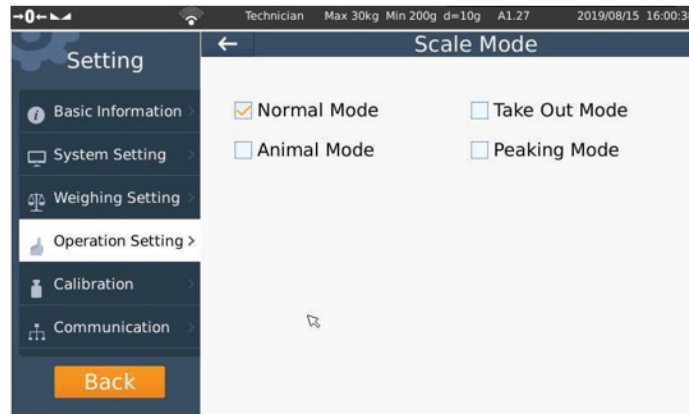 →0← Technician Max 30kg Min 200g d=10g A1.27 2019/08/15 16:00:3
Setting
← Scale Mode
Basic Information >
System Setting >
Weighing Setting >
Operation Setting >
Calibration >
Communication >
Back
Normal Mode
Take Out Mode
Animal Mode
Peaking Mode